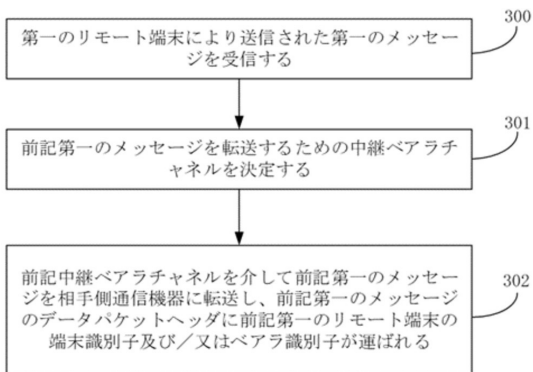 300
第一のリモート端末により送信された第一のメッセー
ジを受信する
301
前記第一のメッセージを転送するための中継ベアラチ
ャネルを決定する
302
前記中継ベアラチャネルを介して前記第一のメッセージ
を相手側通信機器に転送し、前記第一のメッセージ
のデータパケットヘッダに前記第一のリモート端末の
端末識別子及び／又はベアラ識別子が運ばれる